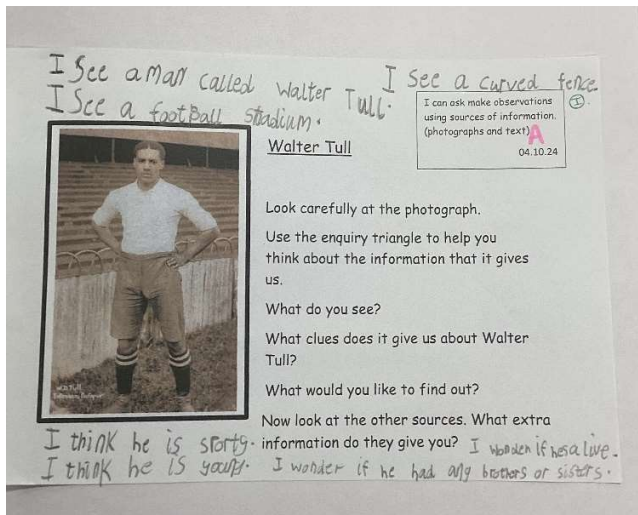 I See a man called Walter Tull.
I See a football stadium.
I see a curved fence.
I can ask make observations
using sources of information.
(photographs and text)
A
I
04.10.24
Walter Tull
Look carefully at the photograph.
Use the enquiry triangle to help you
think about the information that it gives
us.
What do you see?
What clues does it give us about Walter
Tull?
What would you like to find out?
Now look at the other sources. What extra
information do they give you?
W.D. Tull
I think he is sporty.
I think he is young.
I wonder if hes alive.
I wonder if he had any brothers or sisters.